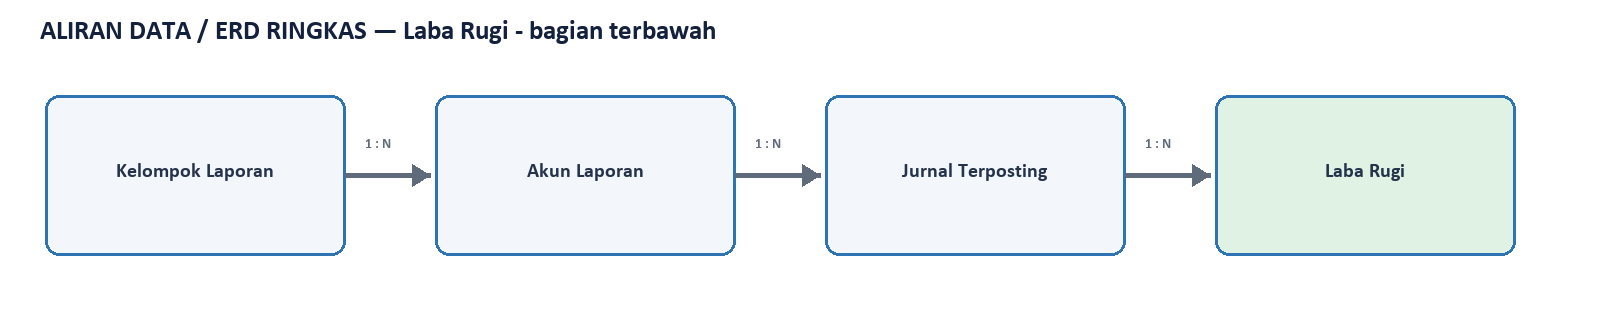 ALIRAN DATA / ERD RINGKAS — Laba Rugi - bagian terbawah
1 : N
1 : N
1 : N
Kelompok Laporan
Akun Laporan
Jurnal Terposting
Laba Rugi